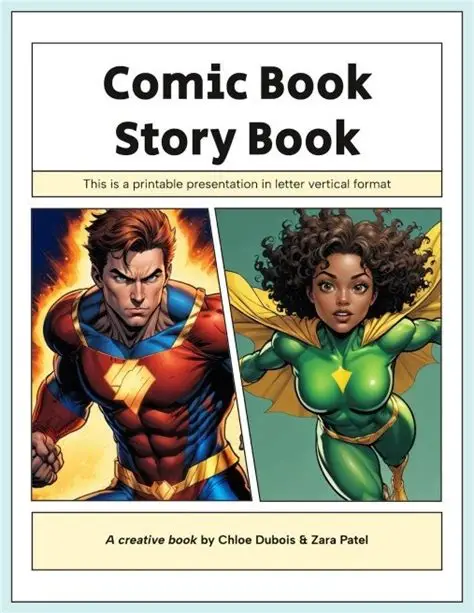 Comic Book
Story Book
This is a printable presentation in letter vertical format
A creative book by Chloe Dubois & Zara Patel